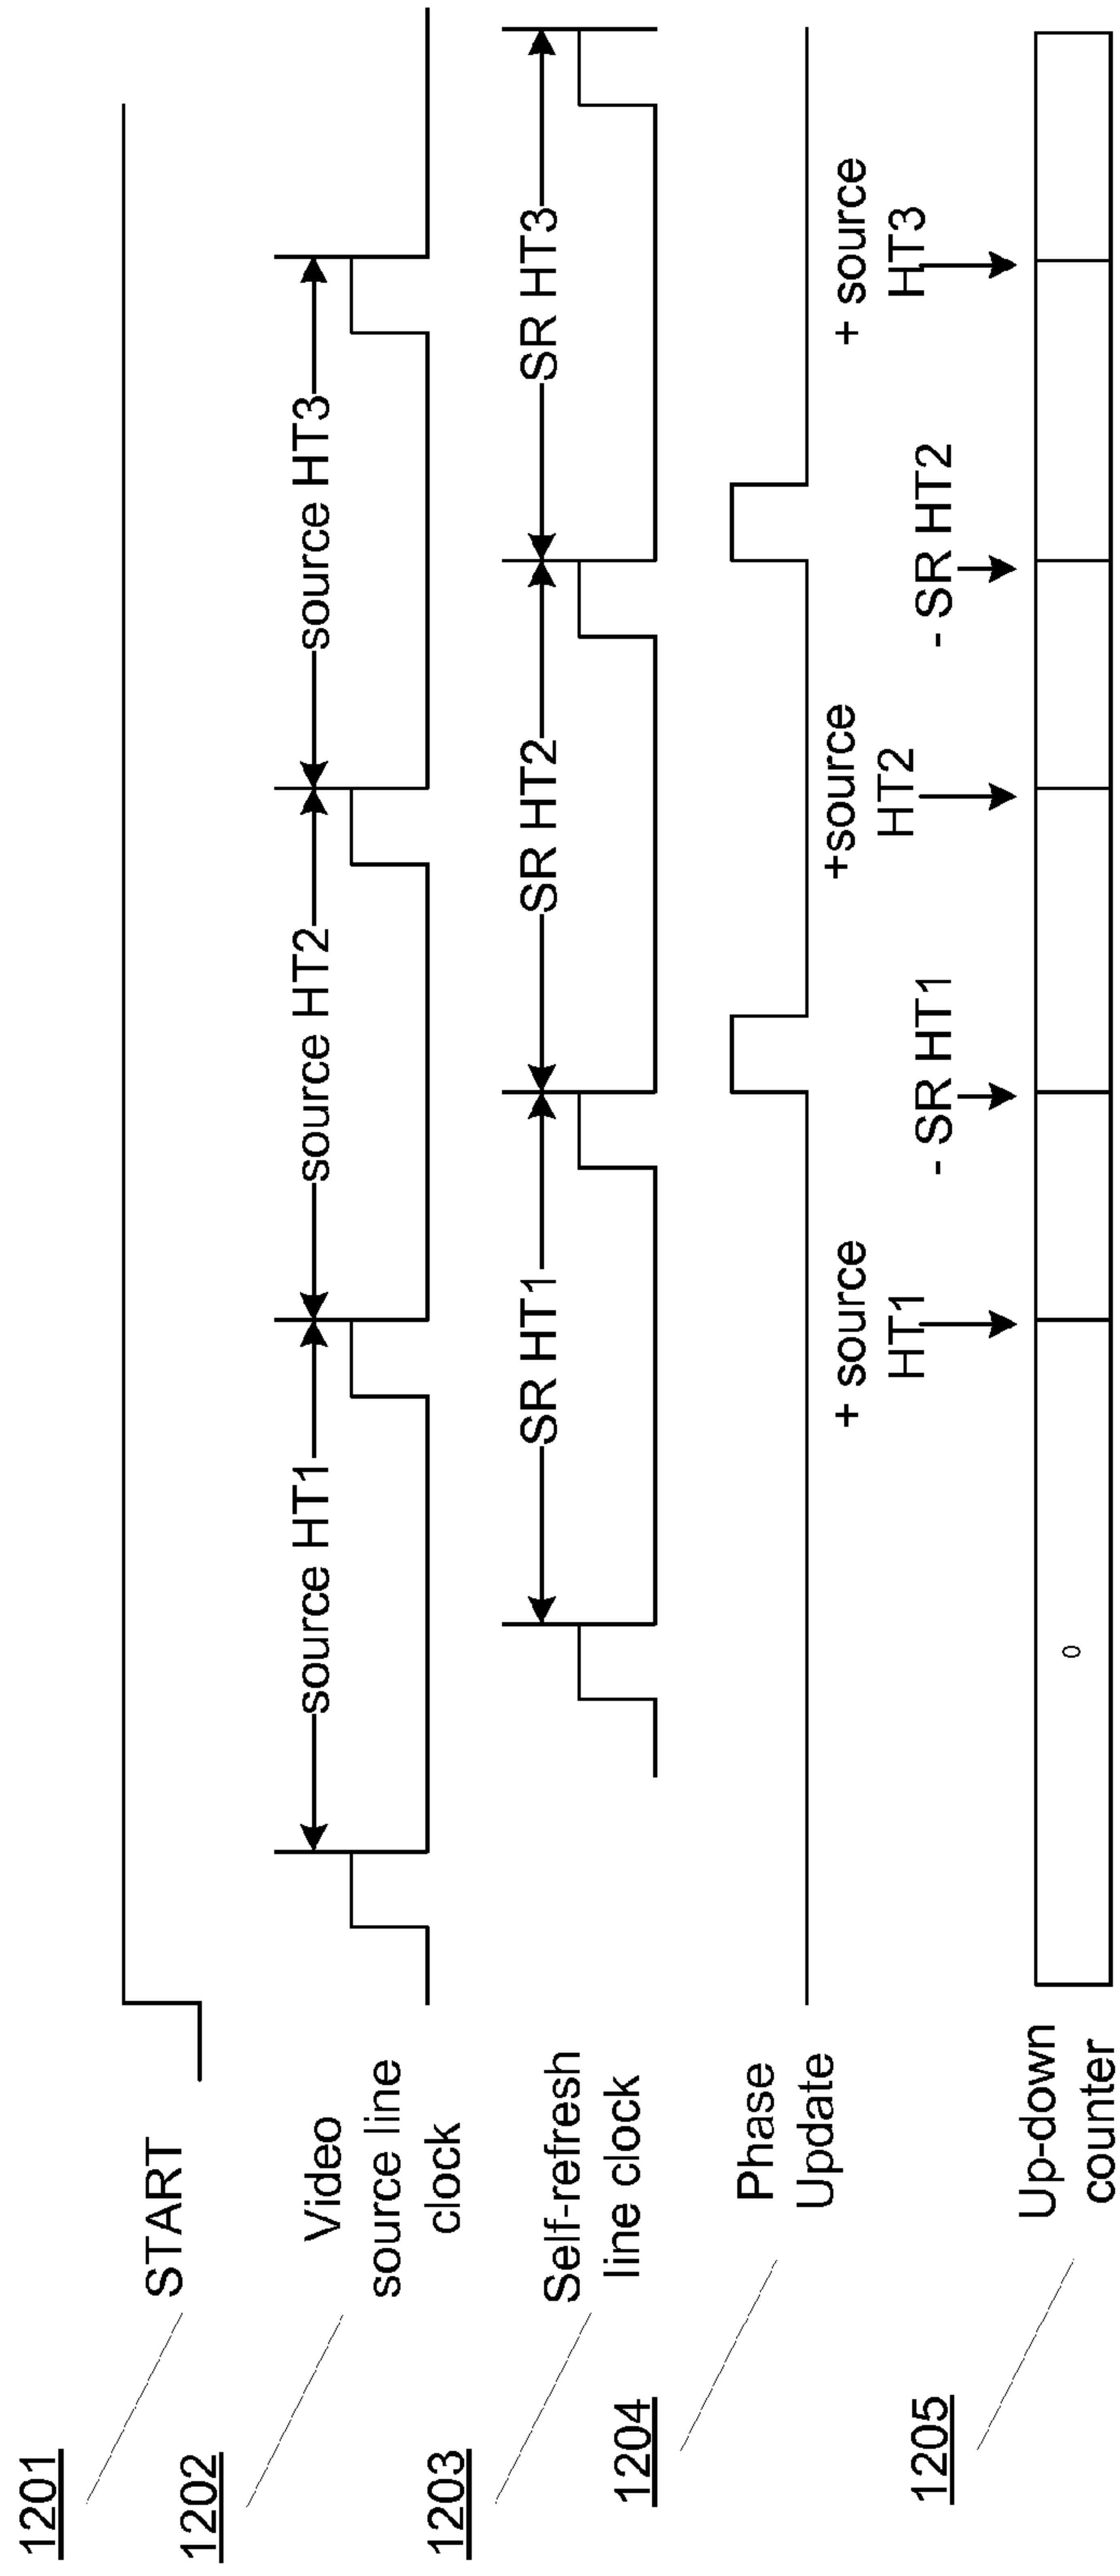 1201
START
1202
Video
source line
clock
source HT1
source HT2
source HT3
1203
Self-refresh
line clock
SR HT1
SR HT2
SR HT3
1204
Phase
Update
1205
Up-down
counter
0
+ source
HT1
- SR HT1
+source
HT2
- SR HT2
+ source
HT3